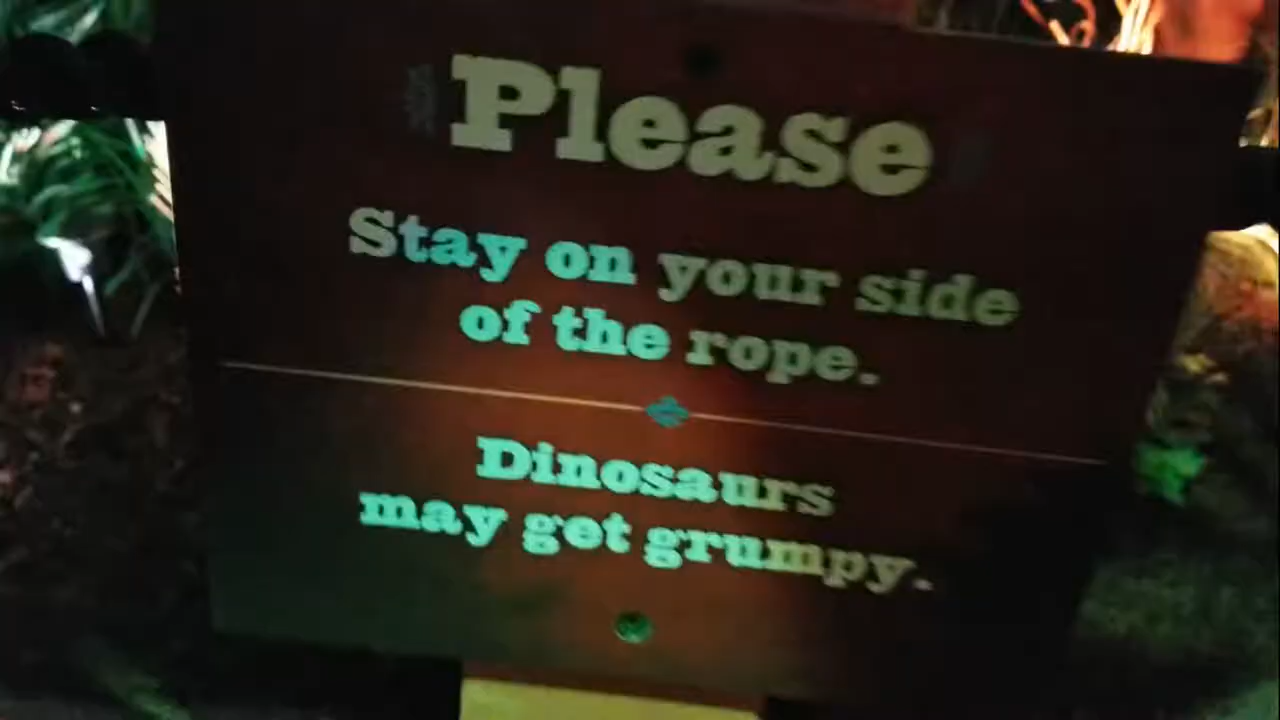 Please
Stay on your side
of the rope.
Dinosaurs
may get grumpy.